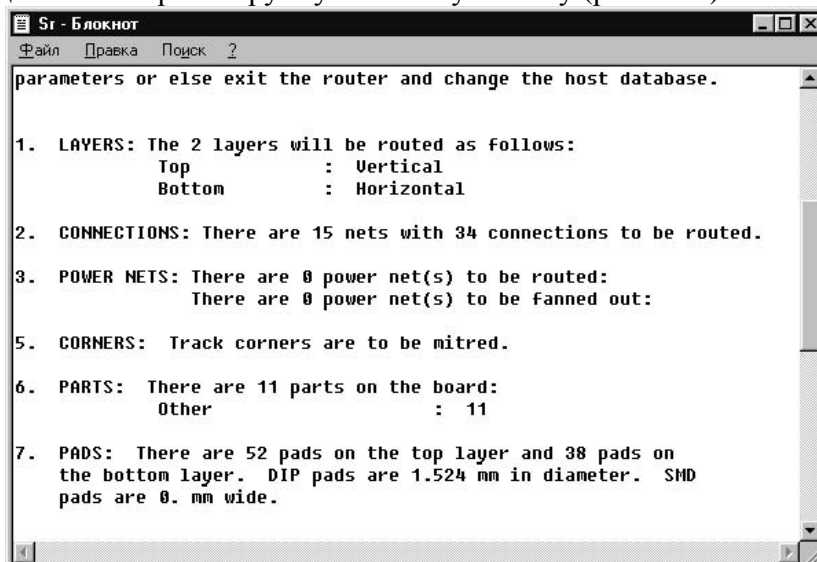 Sr - Блокнот
Файл Правка Поиск ?
parameters or else exit the router and change the host database.
1. LAYERS: The 2 layers will be routed as follows:
Top : Vertical
Bottom : Horizontal
2. CONNECTIONS: There are 15 nets with 34 connections to be routed.
3. POWER NETS: There are 0 power net(s) to be routed:
There are 0 power net(s) to be fanned out:
5. CORNERS: Track corners are to be mitred.
6. PARTS: There are 11 parts on the board:
Other : 11
7. PADS: There are 52 pads on the top layer and 38 pads on
the bottom layer. DIP pads are 1.524 mm in diameter. SMD
pads are 0. mm wide.